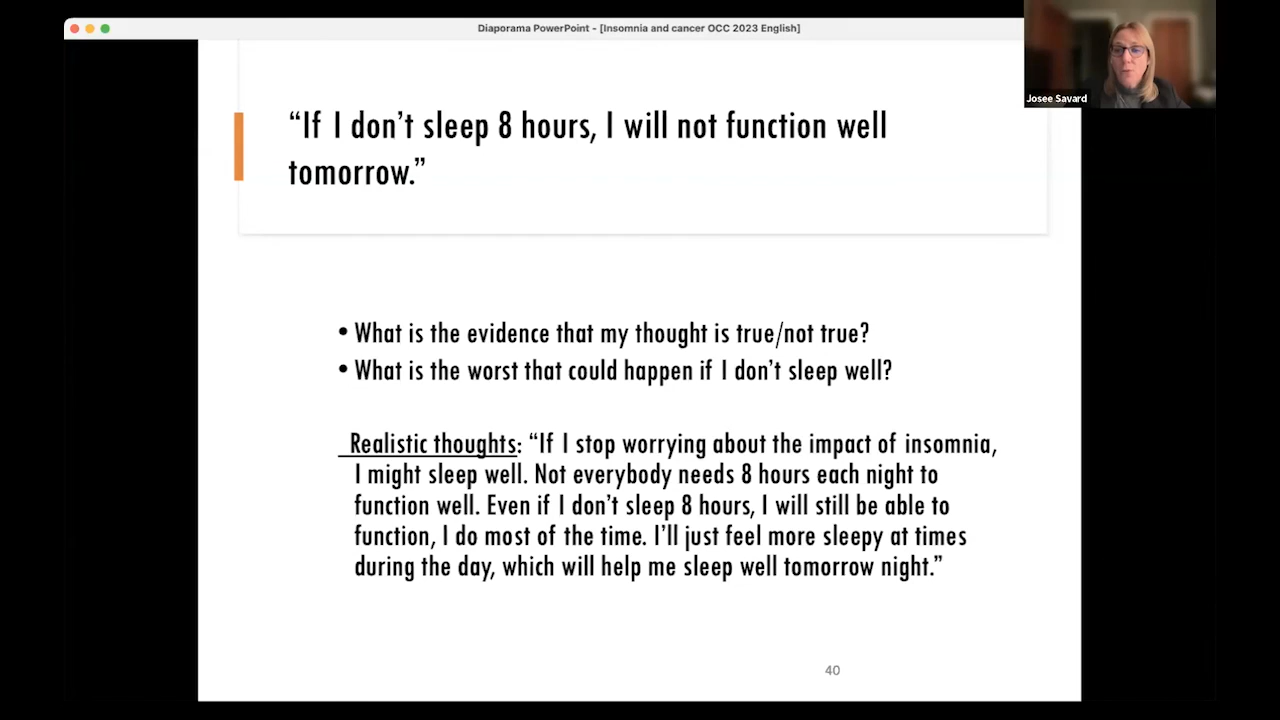 Diaporama PowerPoint - [Insomnia and cancer OCC 2023 English]
Josee Savard
“If I don’t sleep 8 hours, I will not function well
tomorrow.”
• What is the evidence that my thought is true/not true?
• What is the worst that could happen if I don’t sleep well?
Realistic thoughts: “If I stop worrying about the impact of insomnia,
I might sleep well. Not everybody needs 8 hours each night to
function well. Even if I don’t sleep 8 hours, I will still be able to
function, I do most of the time. I’ll just feel more sleepy at times
during the day, which will help me sleep well tomorrow night.”
40